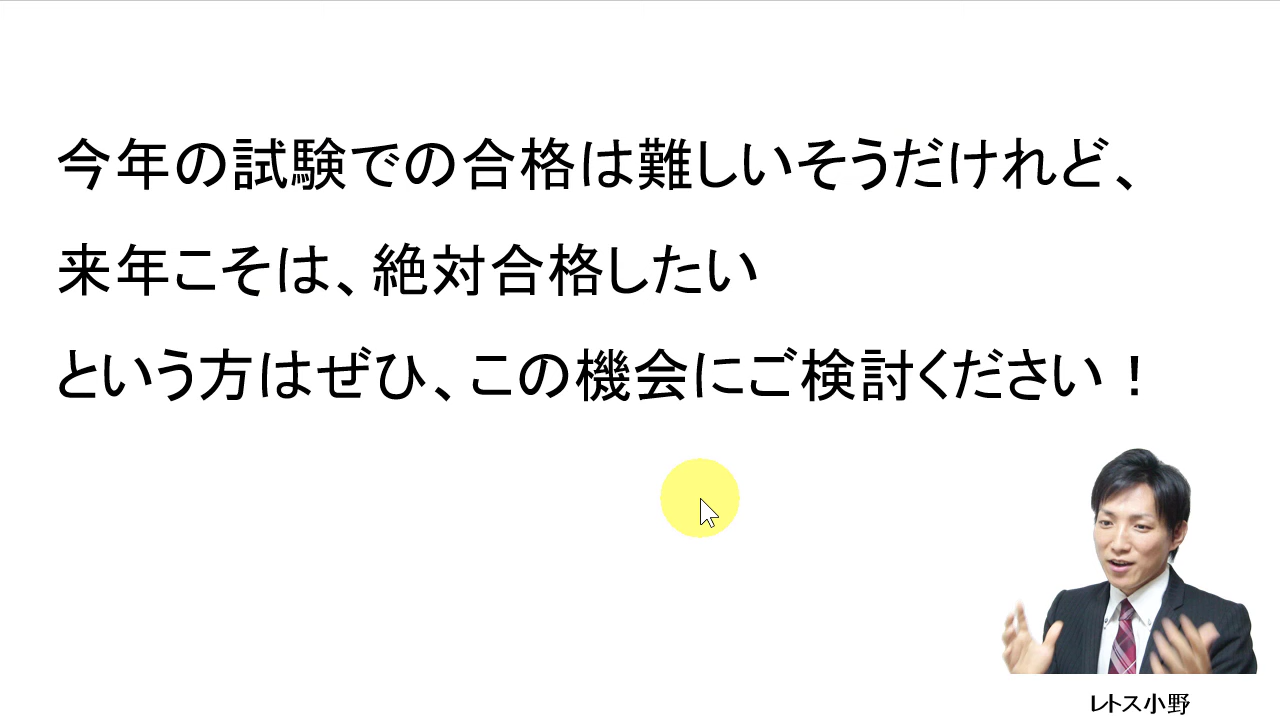 今年の試験での合格は難しいそうだけれど、
来年こそは、絶対合格したい
という方はぜひ、この機会にご検討ください！
レトス小野